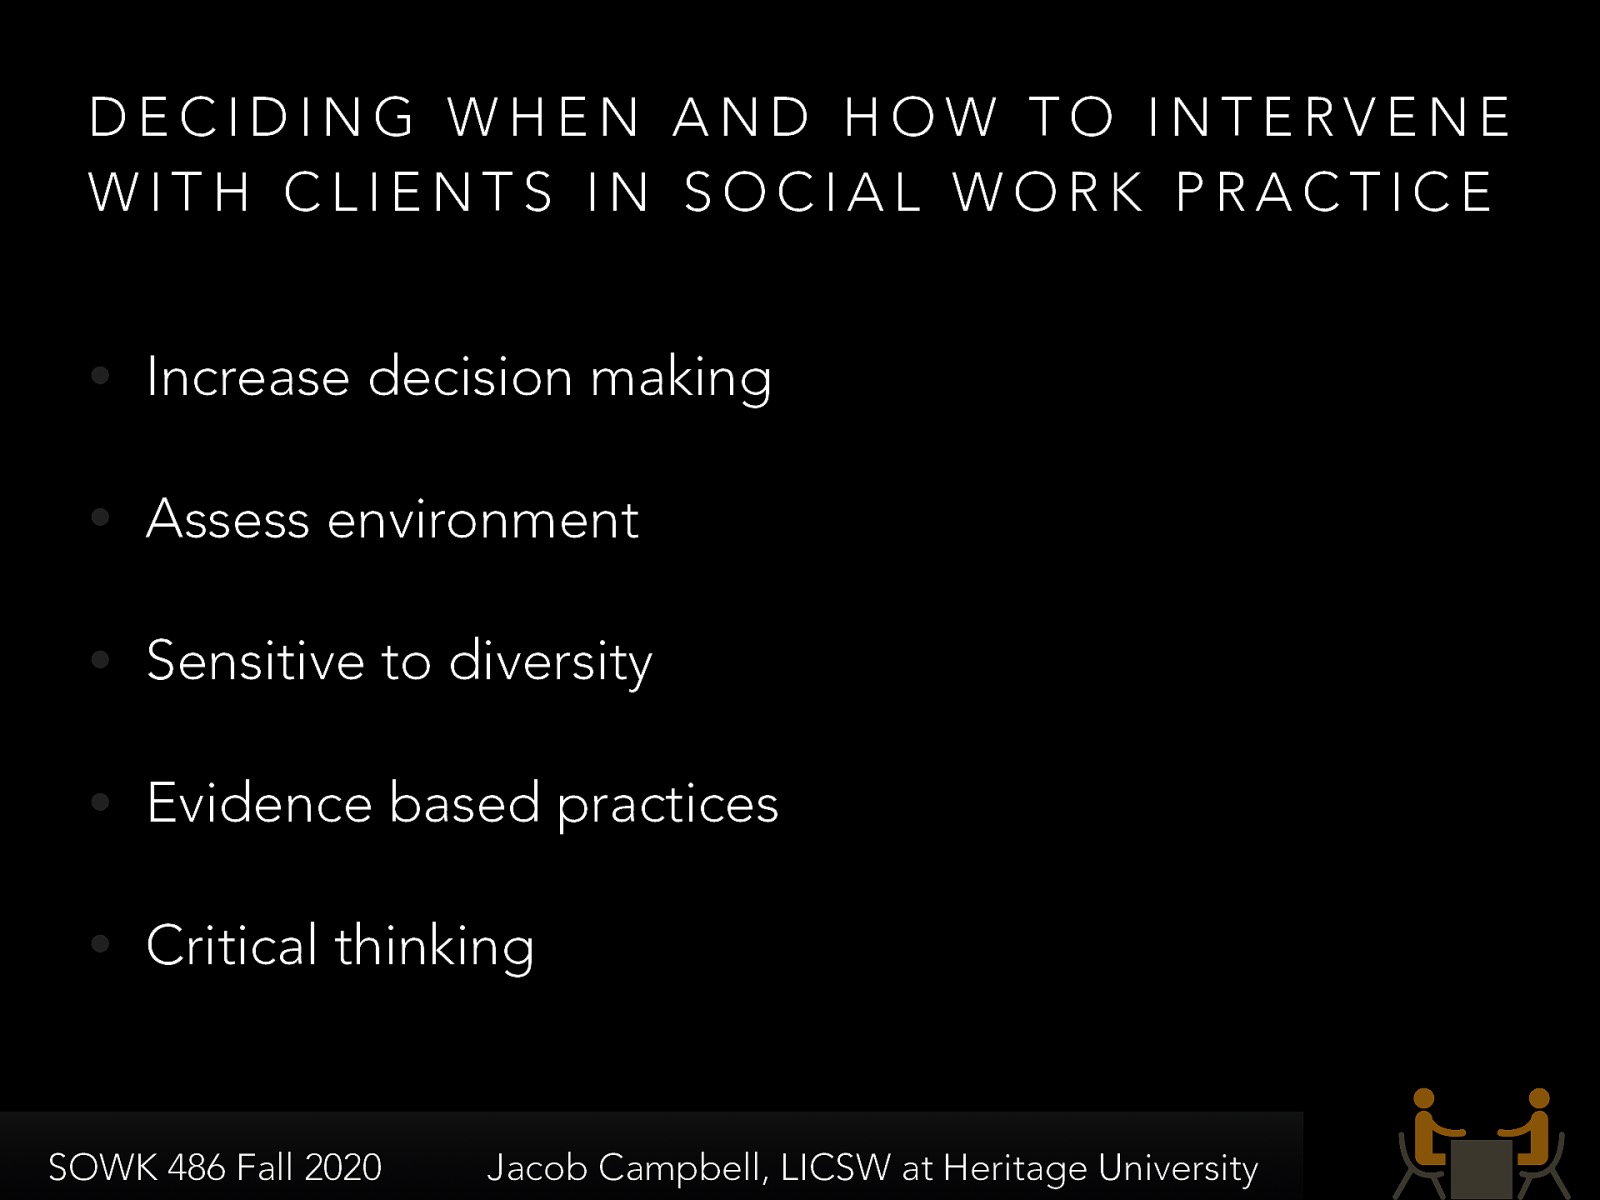 DECIDING WHEN AND HOW TO INTERVENE
WITH CLIENTS IN SOCIAL WORK PRACTICE
• Increase decision making
• Assess environment
• Sensitive to diversity
• Evidence based practices
• Critical thinking
SOWK 486 Fall 2020 Jacob Campbell, LICSW at Heritage University